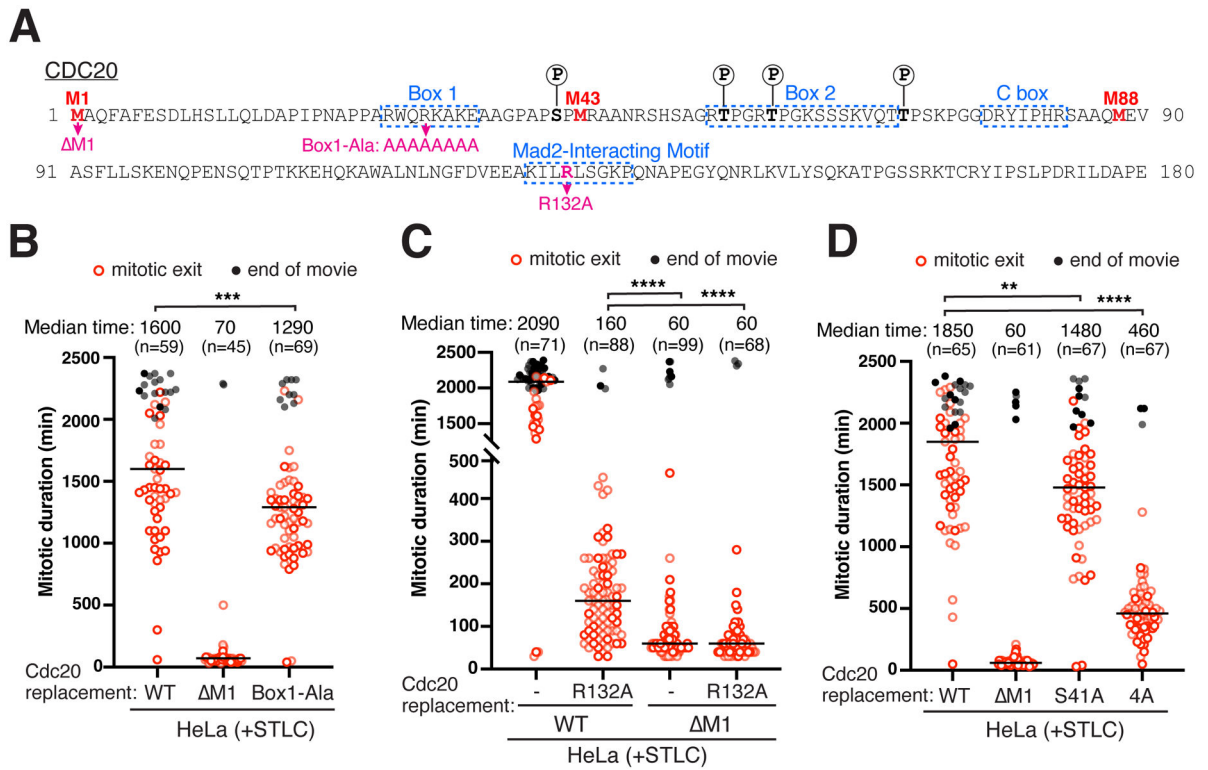 A
CDC20
P P P P
M1 Box 1 M43 Box 2 C box M88
1 MAQFAFESDLHSLLQLDAPIPNAPPARWQRKAKEAAGPAPSPMRAANRSHSAGRTPGRTPGKSSSKVQTTPSKPGGDRYIPHRSAAQMEV 90
ΔM1 Box1-Ala: AAAAAAAA Mad2-Interacting Motif
91 ASFLLSKENQPENSQTPTKKEHQKAWALNLNGFDVEEAKILRLSGKPQNAPEGYQNRLKVLYSQKATPGSSRKTCRYIPSLPDRILDAPE 180
R132A
B
mitotic exit end of movie
***
Median time: 1600 70 1290
(n=59) (n=45) (n=69)
Mitotic duration (min)
2500
2000
1500
1000
500
0
Cdc20
replacement: WT ΔM1 Box1-Ala
HeLa (+STLC)
C
mitotic exit end of movie
****
****
Median time: 2090 160 60 60
(n=71) (n=88) (n=99) (n=68)
Mitotic duration (min)
2500
2000
1500
500
400
300
200
100
0
Cdc20
replacement: - R132A - R132A
WT ΔM1
HeLa (+STLC)
D
mitotic exit end of movie
**
****
Median time: 1850 60 1480 460
(n=65) (n=61) (n=67) (n=67)
Mitotic duration (min)
2500
2000
1500
1000
500
0
Cdc20
replacement: WT ΔM1 S41A 4A
HeLa (+STLC)